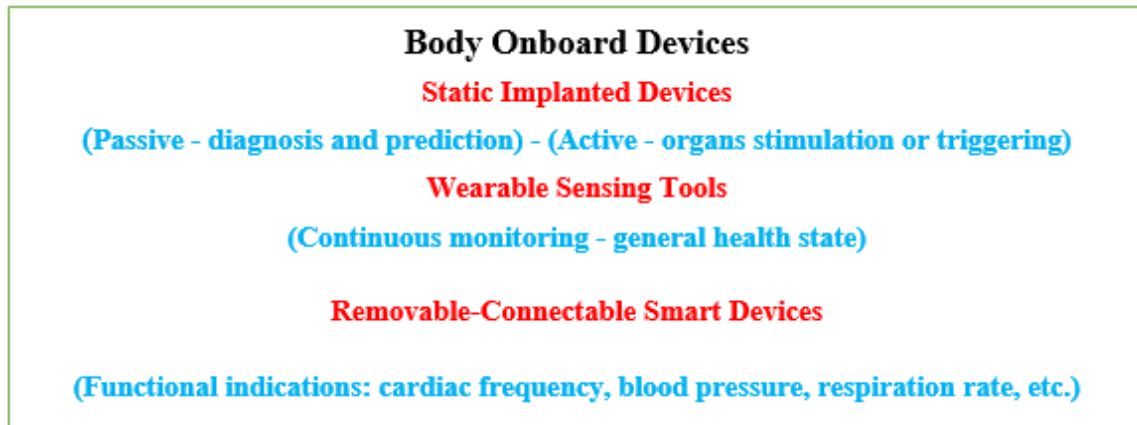 Body Onboard Devices
Static Implanted Devices
(Passive - diagnosis and prediction) - (Active - organs stimulation or triggering)
Wearable Sensing Tools
(Continuous monitoring - general health state)
Removable-Connectable Smart Devices
(Functional indications: cardiac frequency, blood pressure, respiration rate, etc.)